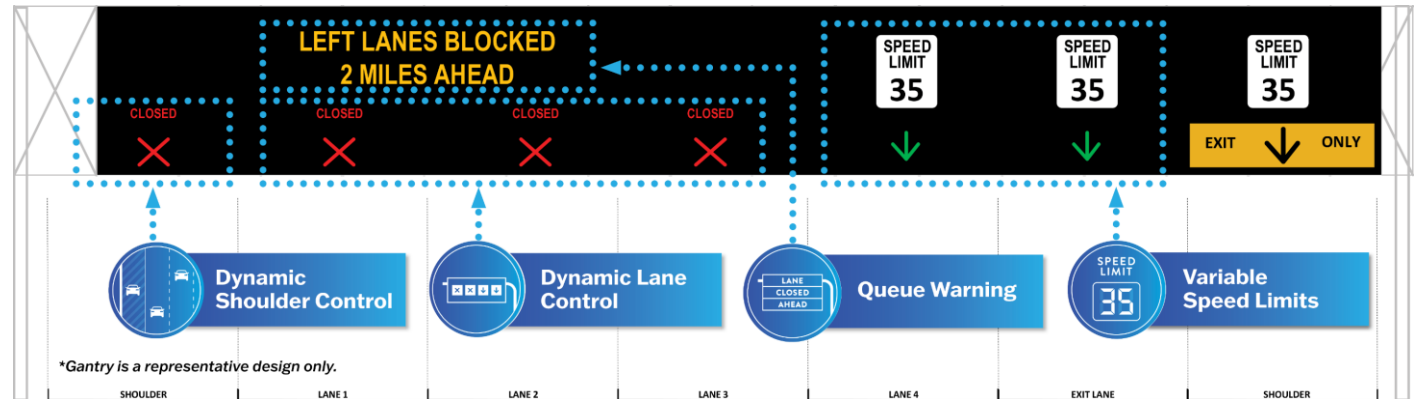 LEFT LANES BLOCKED
2 MILES AHEAD
SPEED
LIMIT
35
SPEED
LIMIT
35
SPEED
LIMIT
35
CLOSED
CLOSED
CLOSED
CLOSED
EXIT ONLY
Dynamic
Shoulder Control
Dynamic Lane
Control
LANE
CLOSED
AHEAD
Queue Warning
SPEED
LIMIT
35
Variable
Speed Limits
*Gantry is a representative design only.
SHOULDER
LANE 1
LANE 2
LANE 3
LANE 4
EXIT LANE
SHOULDER